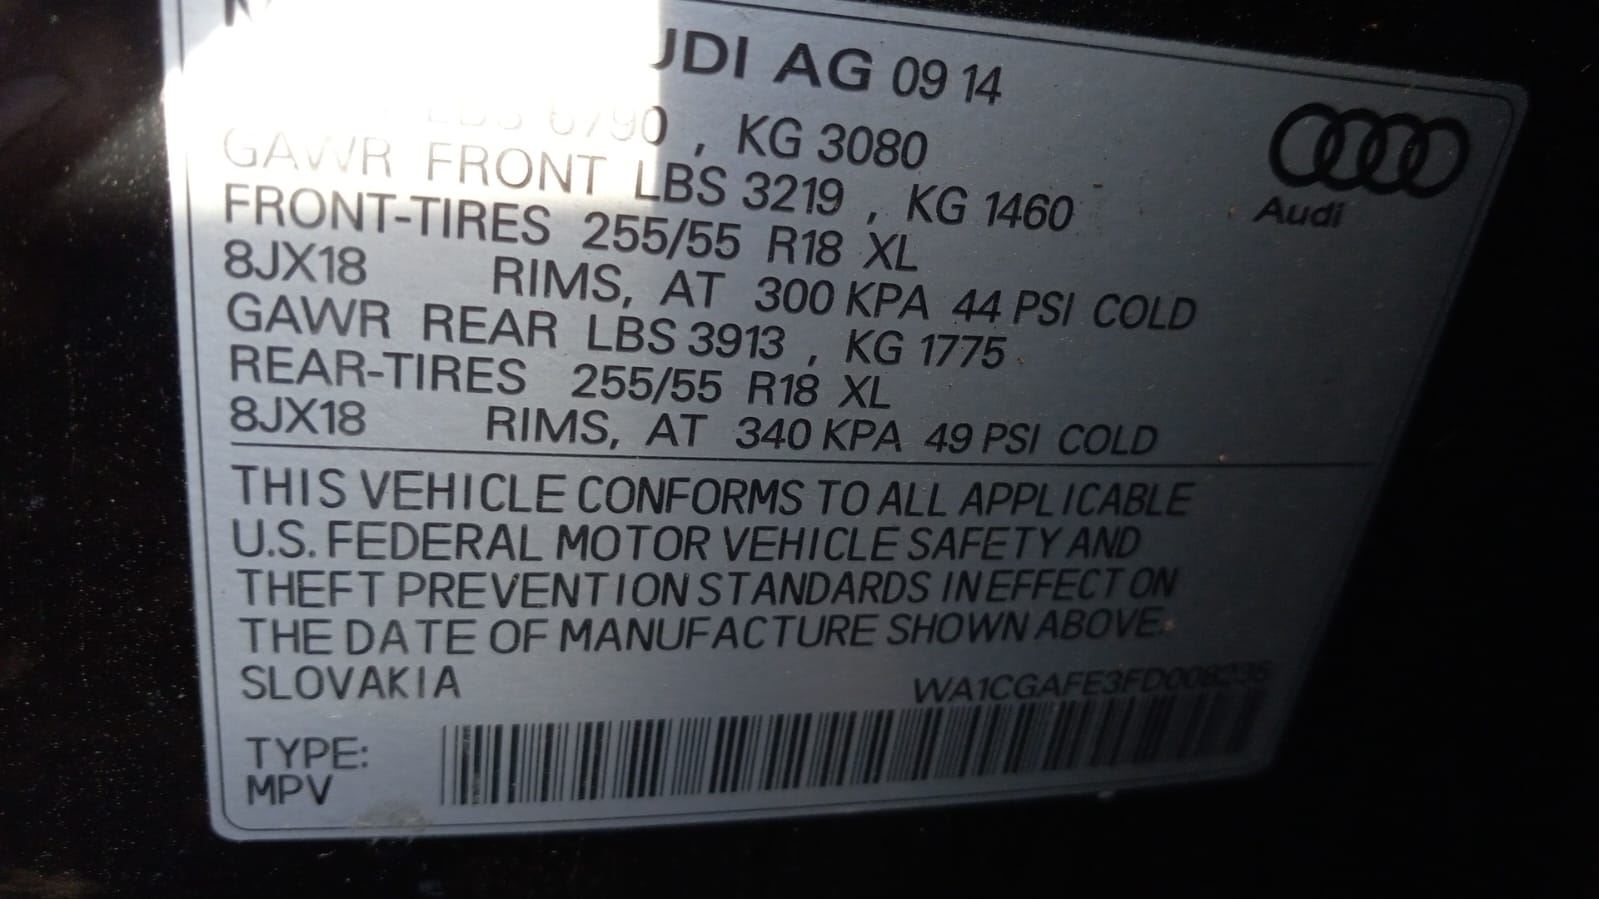 UDI AG 09 14
LBS 6790 , KG 3080
GAWR FRONT LBS 3219 , KG 1460
Audi
FRONT-TIRES 255/55 R18 XL
8JX18 RIMS, AT 300 KPA 44 PSI COLD
GAWR REAR LBS 3913 , KG 1775
REAR-TIRES 255/55 R18 XL
8JX18 RIMS, AT 340 KPA 49 PSI COLD
THIS VEHICLE CONFORMS TO ALL APPLICABLE
U.S. FEDERAL MOTOR VEHICLE SAFETY AND
THEFT PREVENTION STANDARDS IN EFFECT ON
THE DATE OF MANUFACTURE SHOWN ABOVE.
SLOVAKIA
TYPE:
MPV